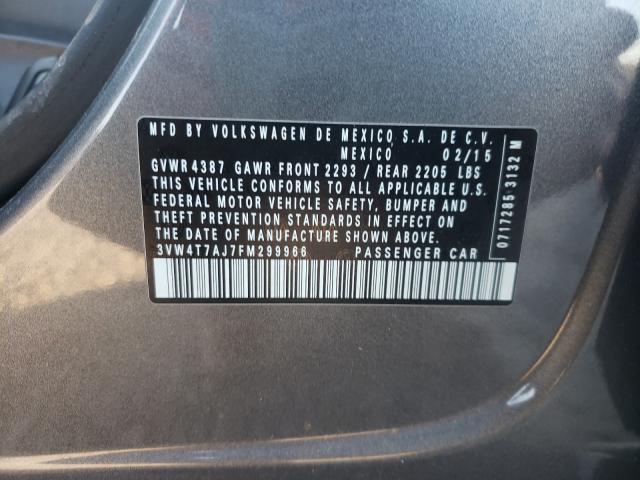 MFD BY VOLKSWAGEN DE MEXICO S.A. DE C.V.
MEXICO 02/15
GVWR 4387 GAWR FRONT 2293 / REAR 2205 LBS
THIS VEHICLE CONFORMS TO ALL APPLICABLE U.S.
FEDERAL MOTOR VEHICLE SAFETY, BUMPER AND
THEFT PREVENTION STANDARDS IN EFFECT ON
THE DATE OF MANUFACTURE SHOWN ABOVE.
3VW4T7AJ7FM299966 PASSENGER CAR
0717285 3132 M